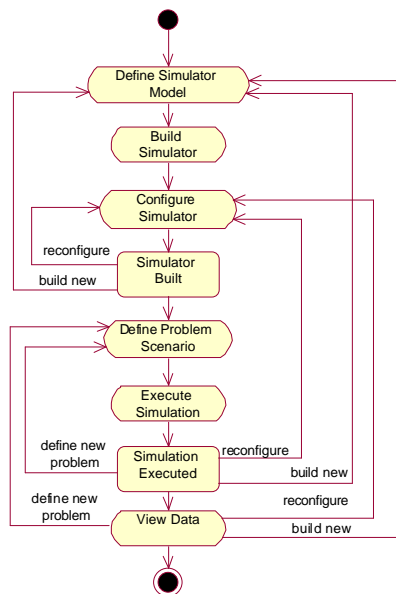 Define Simulator
Model
Build
Simulator
Configure
Simulator
reconfigure
Simulator
Built
build new
Define Problem
Scenario
Execute
Simulation
define new
problem
Simulation
Executed
reconfigure
build new
define new
problem
View Data
reconfigure
build new